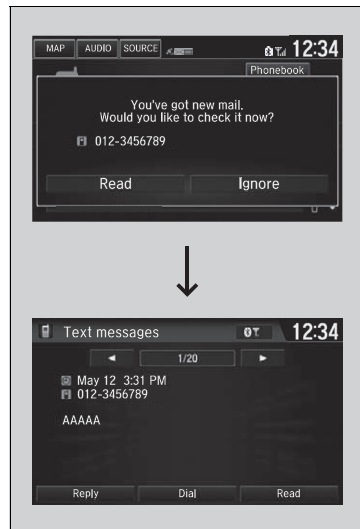 MAP AUDIO SOURCE 12:34
Phonebook
You've got new mail.
Would you like to check it now?
012-3456789
Read Ignore
Text messages 12:34
1/20
May 12 3:31 PM
012-3456789
AAAAA
Reply Dial Read